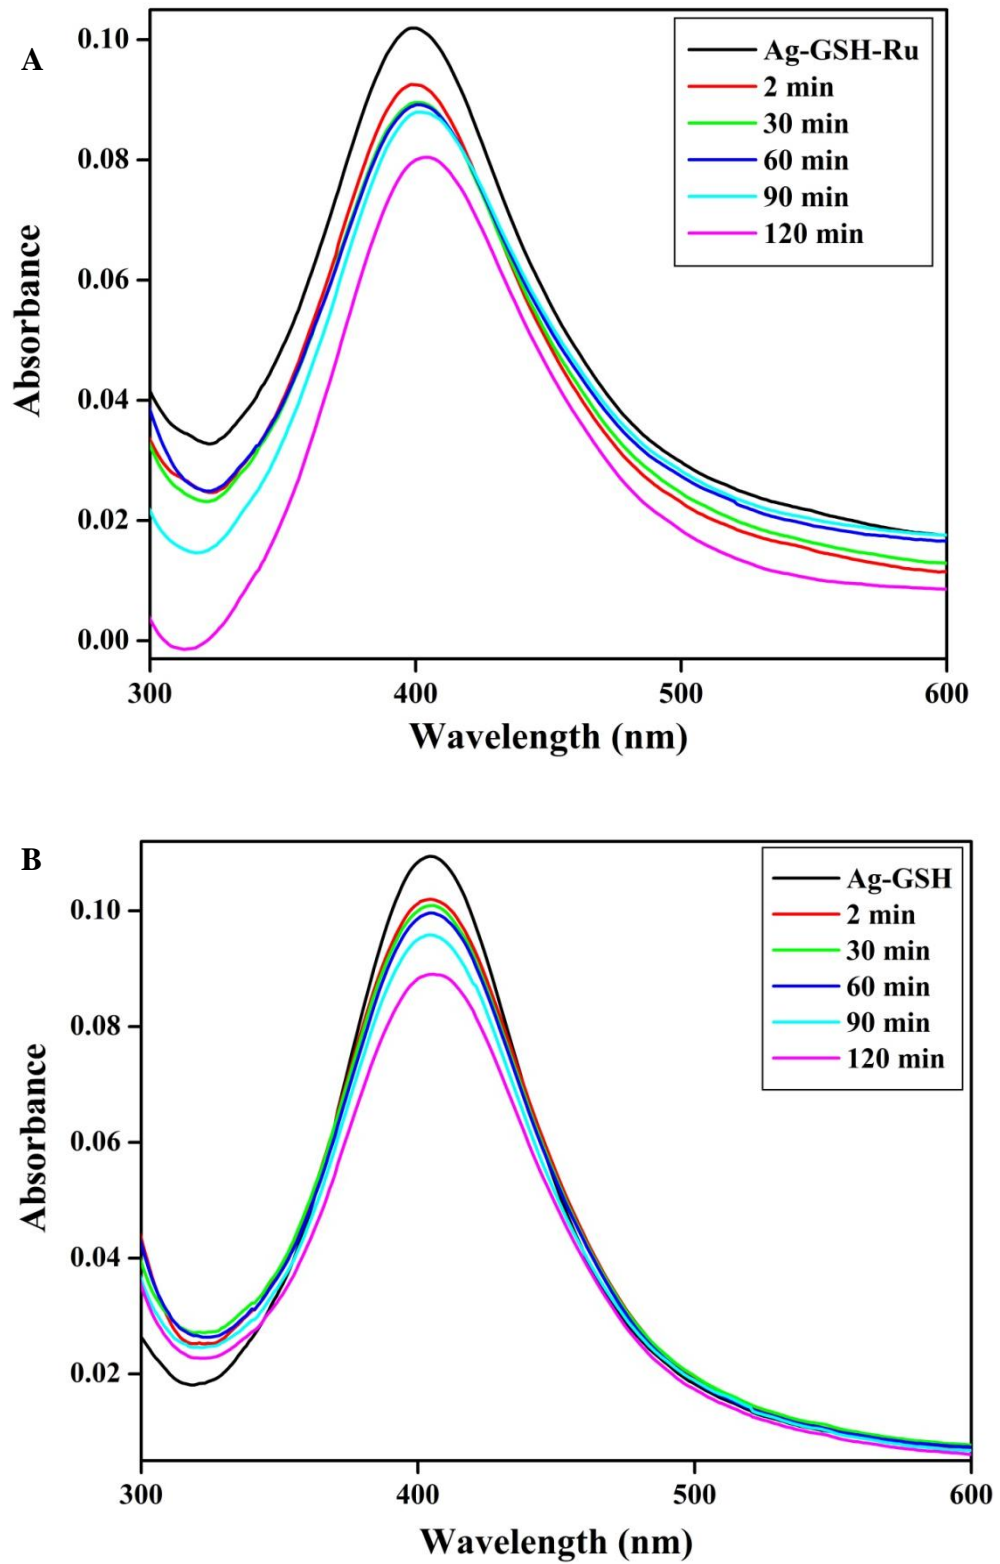 A
0.10
0.08
0.06
0.04
0.02
0.00
Absorbance
300
400
500
600
Wavelength (nm)
Ag-GSH-Ru
2 min
30 min
60 min
90 min
120 min
B
0.10
0.08
0.06
0.04
0.02
Absorbance
300
400
500
600
Wavelength (nm)
Ag-GSH
2 min
30 min
60 min
90 min
120 min